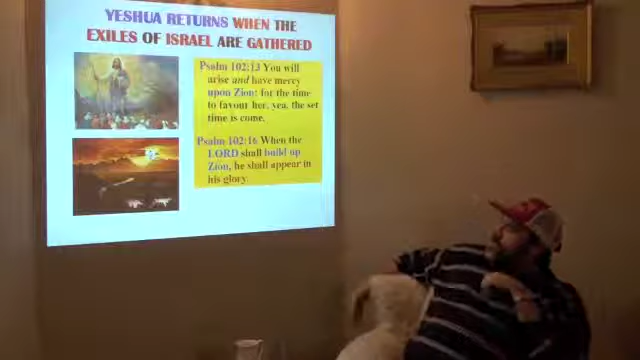 YESHUA RETURNS WHEN THE
EXILES OF ISRAEL ARE GATHERED
Psalm 102:13 You will
arise and have mercy
upon Zion; for the time
to favour her, yea, the set
time is come.
Psalm 102:16 When the
LORD shall build up
Zion, he shall appear in
his glory.